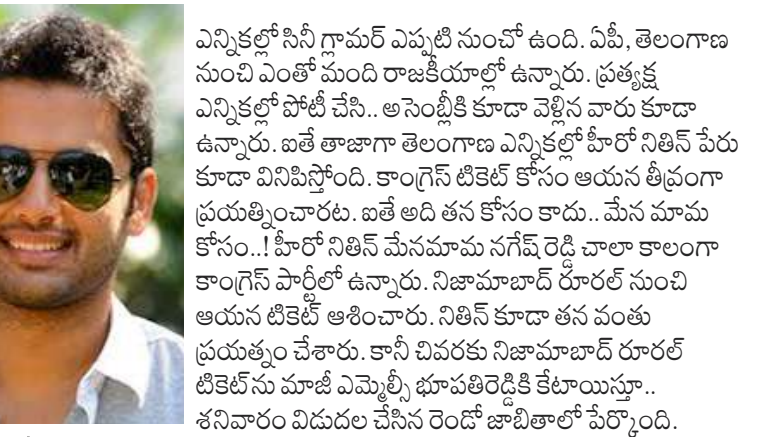 ఎన్నికల్లో సినీ గ్లామర్ ఎప్పటి నుంచో ఉంది. ఏపీ, తెలంగాణ
నుంచి ఎంతో మంది రాజకీయాల్లో ఉన్నారు. ప్రత్యక్ష
ఎన్నికల్లో పోటీ చేసి.. అసెంబ్లీకి కూడా వెళ్లిన వారు కూడా
ఉన్నారు. ఐతే తాజాగా తెలంగాణ ఎన్నికల్లో హీరో నితిన్ పేరు
కూడా వినిపిస్తోంది. కాంగ్రెస్ టికెట్ కోసం ఆయన తీవ్రంగా
ప్రయత్నించారట. ఐతే అది తన కోసం కాదు.. మేన మామ
కోసం..! హీరో నితిన్ మేనమామ నగేష్ రెడ్డి చాలా కాలంగా
కాంగ్రెస్ పార్టీలో ఉన్నారు. నిజామాబాద్ రూరల్ నుంచి
ఆయన టికెట్ ఆశించారు. నితిన్ కూడా తన వంతు
ప్రయత్నం చేశారు. కానీ చివరకు నిజామాబాద్ రూరల్
టికెట్‌ను మాజీ ఎమ్మెల్సీ భూపతిరెడ్డికి కేటాయిస్తూ..
శనివారం విడుదల చేసిన రెండో జాబితాలో పేర్కొంది.